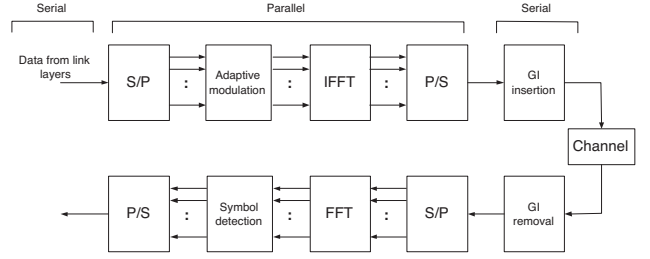 Serial
Parallel
Serial
Data from link
layers
S/P
:
Adaptive
modulation
:
IFFT
:
P/S
GI
insertion
Channel
P/S
:
Symbol
detection
:
FFT
:
S/P
GI
removal